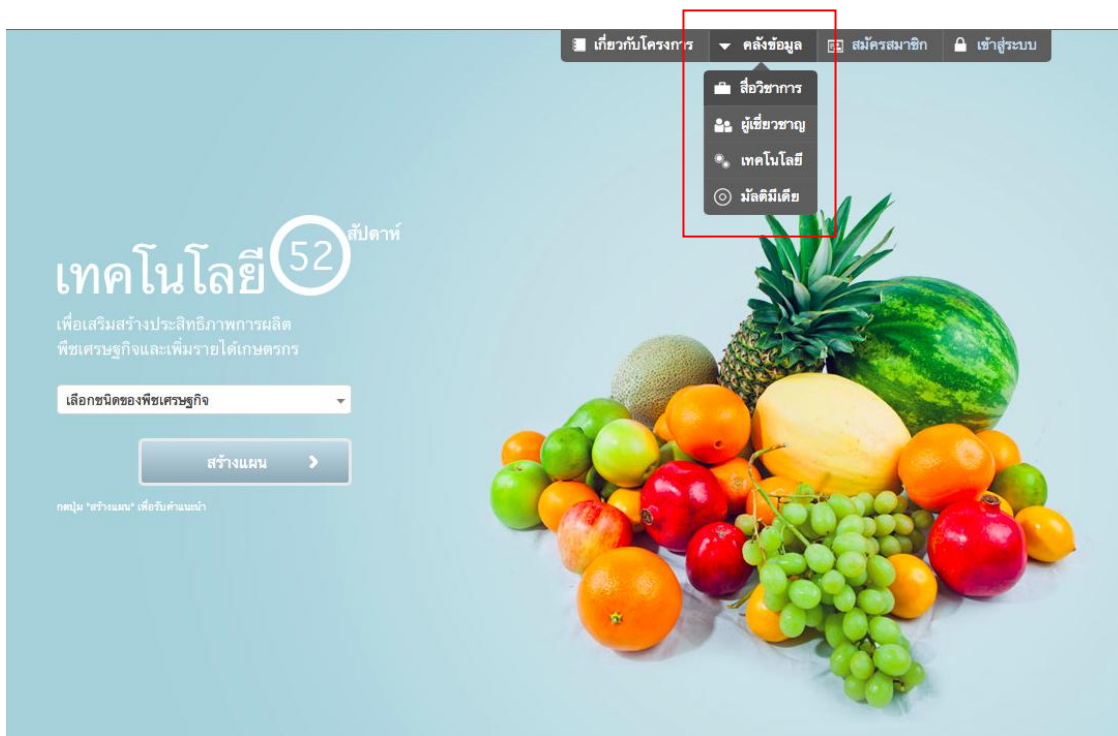 เกี่ยวกับโครงการ คลังข้อมูล สมัครสมาชิก เข้าสู่ระบบ
สื่อวิชาการ
ผู้เชี่ยวชาญ
เทคโนโลยี
มัลติมีเดีย
เทคโนโลยี 52 สัปดาห์
เพื่อเสริมสร้างประสิทธิภาพการผลิต
พืชเศรษฐกิจและเพิ่มรายได้เกษตรกร
เลือกชนิดของพืชเศรษฐกิจ
สร้างแผน
กดปุ่ม "สร้างแผน" เพื่อรับคำแนะนำ